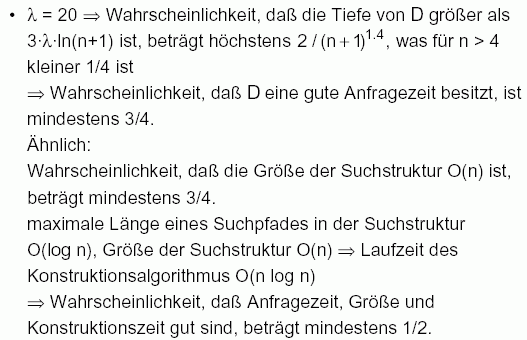 • λ = 20 ⇒ Wahrscheinlichkeit, daß die Tiefe von D größer als
3·λ·ln(n+1) ist, beträgt höchstens 2 / (n + 1)^1.4, was für n > 4
kleiner 1/4 ist
⇒ Wahrscheinlichkeit, daß D eine gute Anfragezeit besitzt, ist
mindestens 3/4.
Ähnlich:
Wahrscheinlichkeit, daß die Größe der Suchstruktur O(n) ist,
beträgt mindestens 3/4.
maximale Länge eines Suchpfades in der Suchstruktur
O(log n), Größe der Suchstruktur O(n) ⇒ Laufzeit des
Konstruktionsalgorithmus O(n log n)
⇒ Wahrscheinlichkeit, daß Anfragezeit, Größe und
Konstruktionszeit gut sind, beträgt mindestens 1/2.